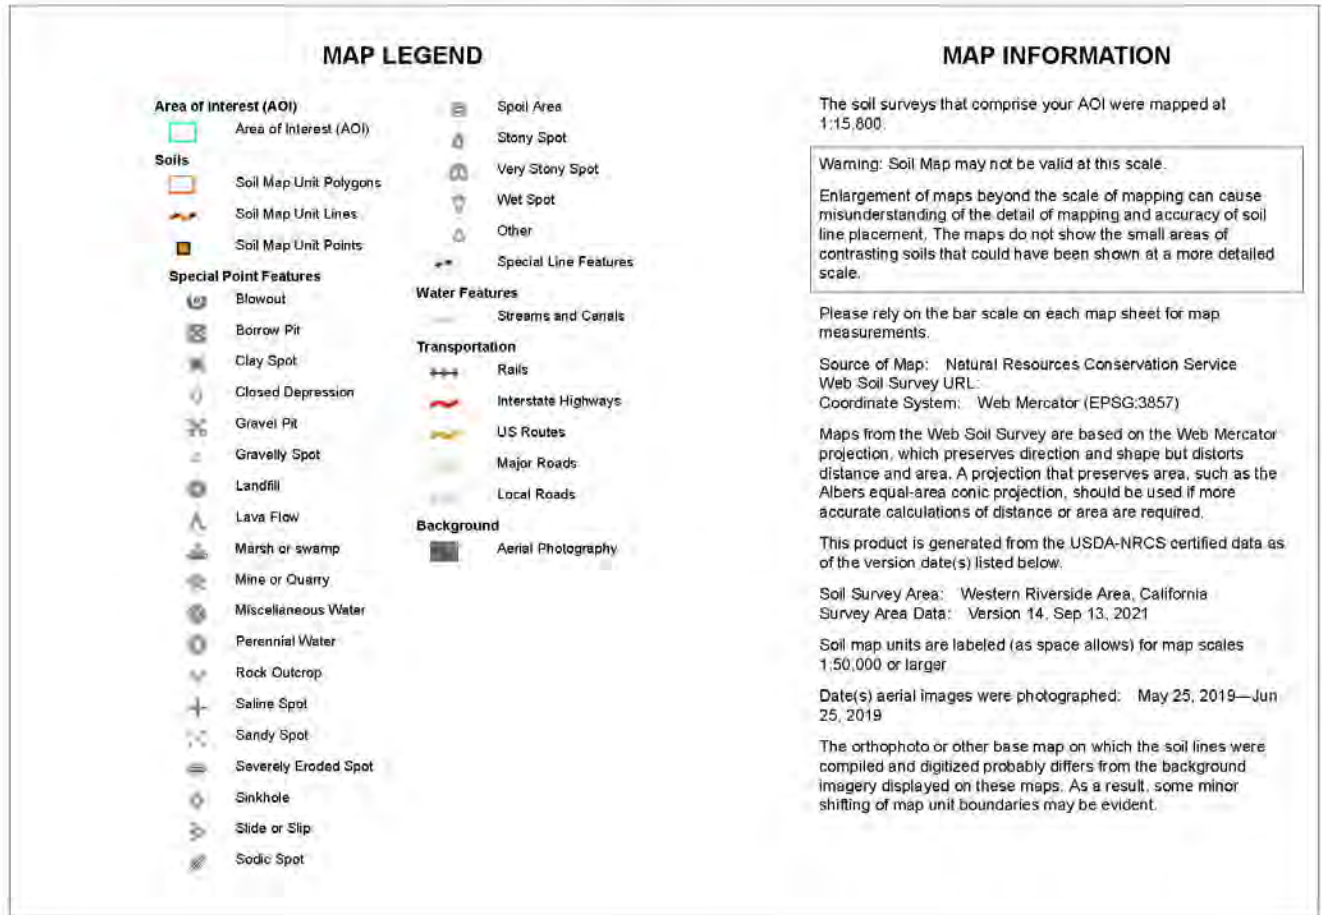 MAP LEGEND
Area of Interest (AOI)
Area of Interest (AOI)
Soils
Soil Map Unit Polygons
Soil Map Unit Lines
Soil Map Unit Points
Special Point Features
Blowout
Borrow Pit
Clay Spot
Closed Depression
Gravel Pit
Gravelly Spot
Landfill
Lava Flow
Marsh or swamp
Mine or Quarry
Miscellaneous Water
Perennial Water
Rock Outcrop
Saline Spot
Sandy Spot
Severely Eroded Spot
Sinkhole
Slide or Slip
Sodic Spot
Spoil Area
Stony Spot
Very Stony Spot
Wet Spot
Other
Special Line Features
Water Features
Streams and Canals
Transportation
Rails
Interstate Highways
US Routes
Major Roads
Local Roads
Background
Aerial Photography
MAP INFORMATION
The soil surveys that comprise your AOI were mapped at
1:15,800.
Warning: Soil Map may not be valid at this scale.
Enlargement of maps beyond the scale of mapping can cause
misunderstanding of the detail of mapping and accuracy of soil
line placement. The maps do not show the small areas of
contrasting soils that could have been shown at a more detailed
scale.
Please rely on the bar scale on each map sheet for map
measurements.
Source of Map: Natural Resources Conservation Service
Web Soil Survey URL:
Coordinate System: Web Mercator (EPSG:3857)
Maps from the Web Soil Survey are based on the Web Mercator
projection, which preserves direction and shape but distorts
distance and area. A projection that preserves area, such as the
Albers equal-area conic projection, should be used if more
accurate calculations of distance or area are required.
This product is generated from the USDA-NRCS certified data as
of the version date(s) listed below.
Soil Survey Area: Western Riverside Area, California
Survey Area Data: Version 14, Sep 13, 2021
Soil map units are labeled (as space allows) for map scales
1:50,000 or larger.
Date(s) aerial images were photographed: May 25, 2019—Jun
25, 2019
The orthophoto or other base map on which the soil lines were
compiled and digitized probably differs from the background
imagery displayed on these maps. As a result, some minor
shifting of map unit boundaries may be evident.